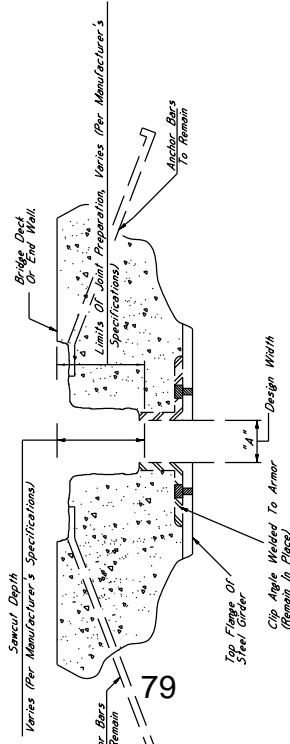 Sawcut Depth
Varies (Per Manufacturer's Specifications)
Bridge Deck
Or End Wall.
Limits Of Joint Preparation, Varies (Per Manufacturer's
Specifications)
Anchor Bars
To Remain
Bars
Remain
79
Top Flange Of
Steel Girder
Clip Angle Welded To Armor
(Remain In Place)
"A"
Design Width